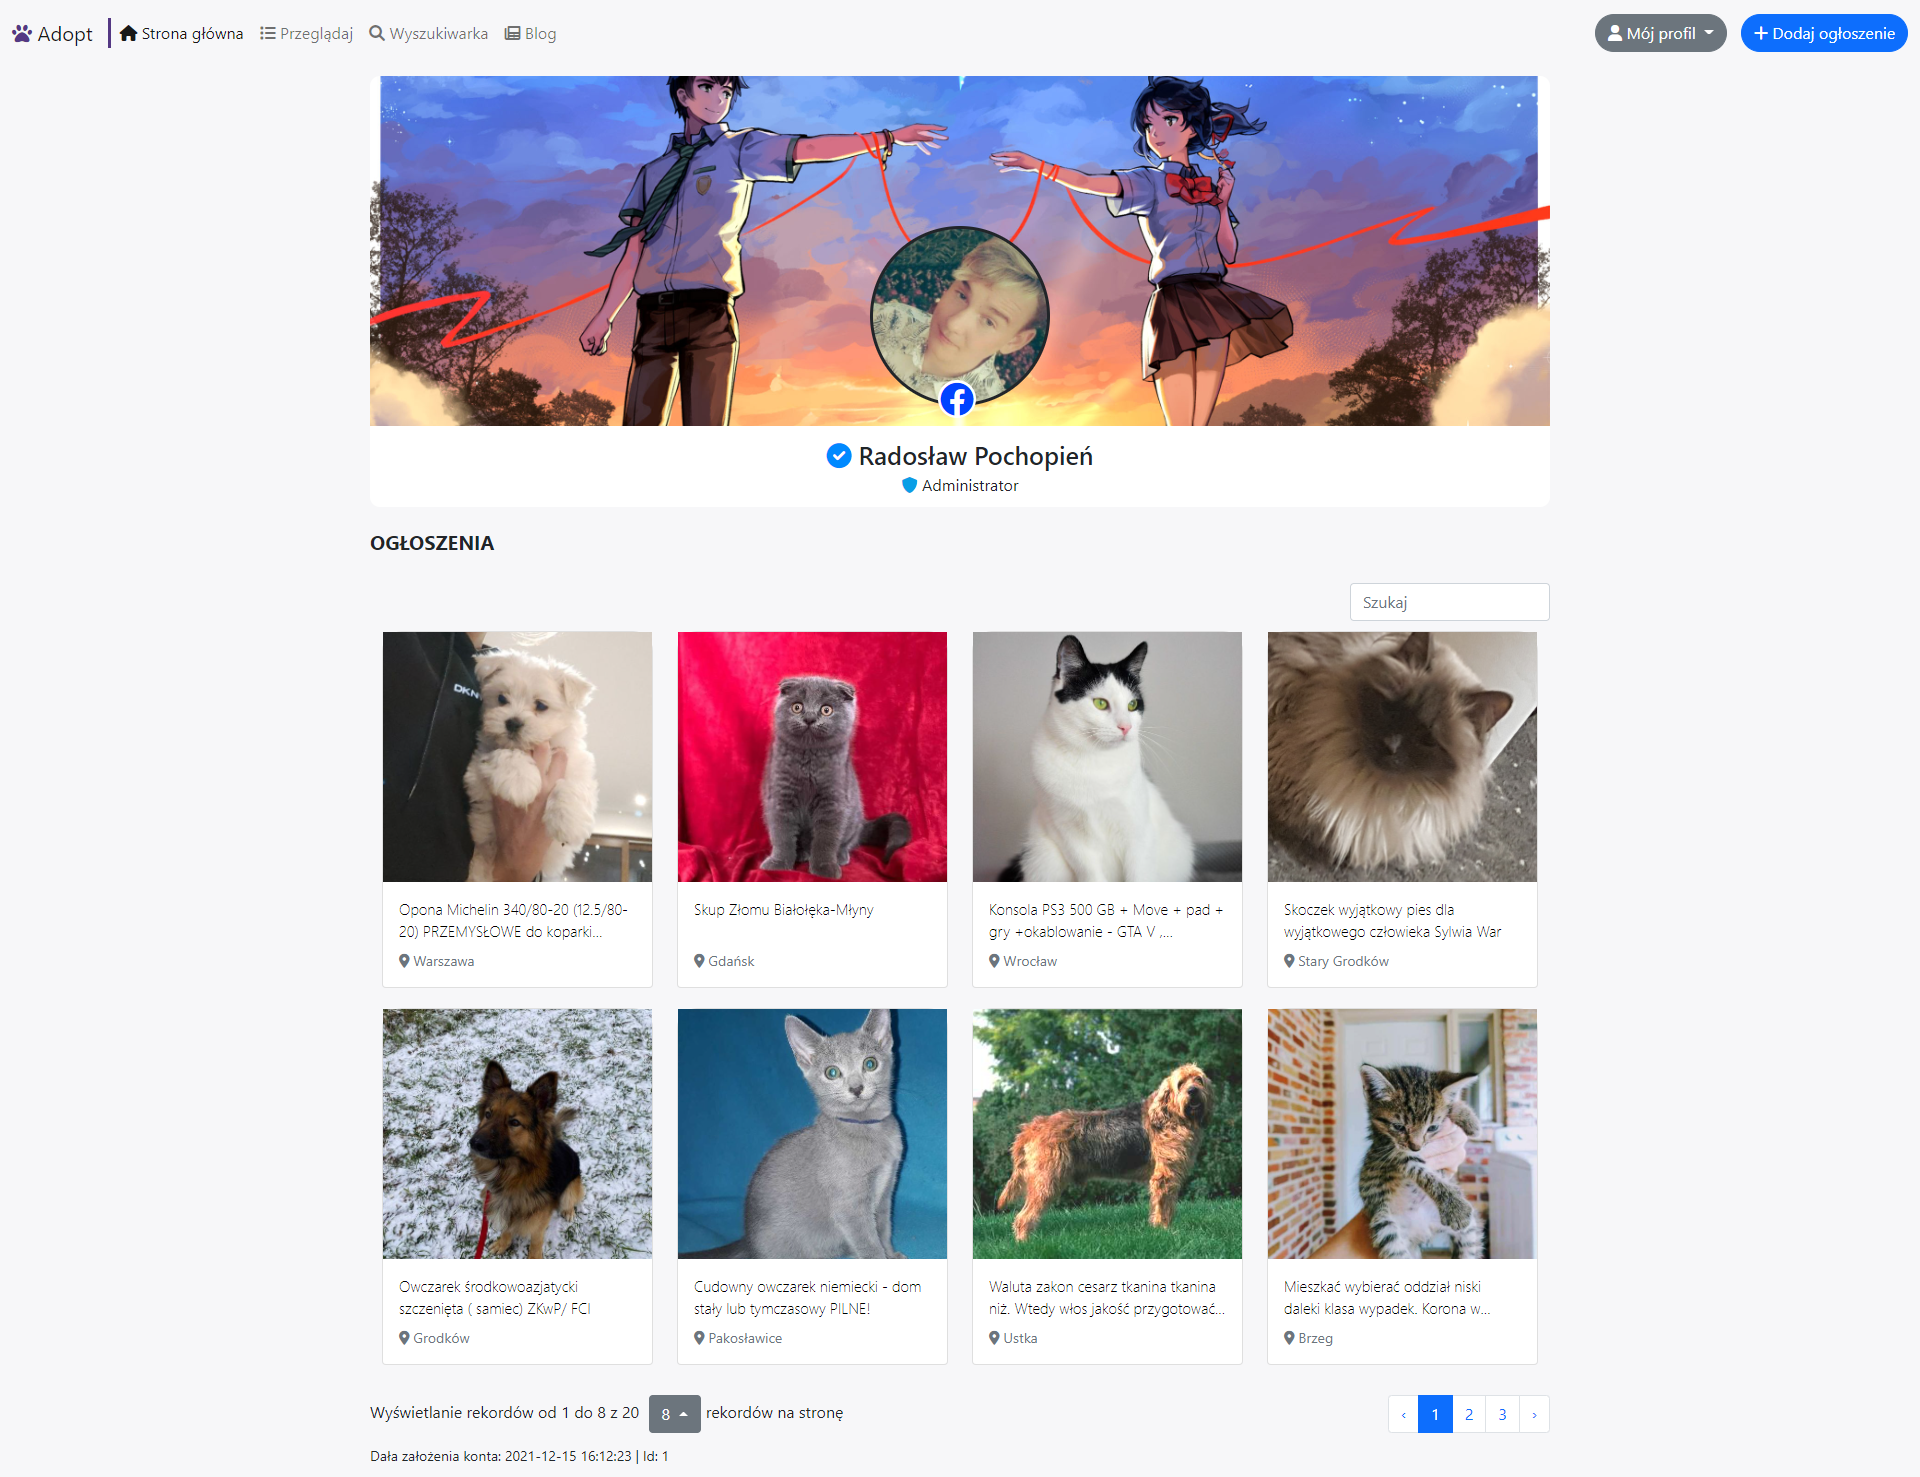 Adopt
Strona główna
Przeglądaj
Wyszukiwarka
Blog
Mój profil
Dodaj ogłoszenie
Radosław Pochopień
Administrator
OGŁOSZENIA
Szukaj
DKN
Opona Michelin 340/80-20 (12.5/80-
20) PRZEMYSŁOWE do koparki...
Warszawa
Skup Złomu Białołęka-Młyny
Gdańsk
Konsola PS3 500 GB + Move + pad +
gry +okablowanie - GTA V ,...
Wrocław
Skoczek wyjątkowy pies dla
wyjątkowego człowieka Sylwia War
Stary Grodków
Owczarek środkowoazjatycki
szczenięta ( samiec) ZKwP/ FCI
Grodków
Cudowny owczarek niemiecki - dom
stały lub tymczasowy PILNE!
Pakosławice
Waluta zakon cesarz tkanina tkanina
niż. Wtedy włos jakość przygotować...
Ustka
Mieszkać wybierać oddział niski
daleki klasa wypadek. Korona w...
Brzeg
Wyświetlanie rekordów od 1 do 8 z 20 8 rekordów na stronę
‹ 1 2 3 ›
Dała założenia konta: 2021-12-15 16:12:23 | Id: 1